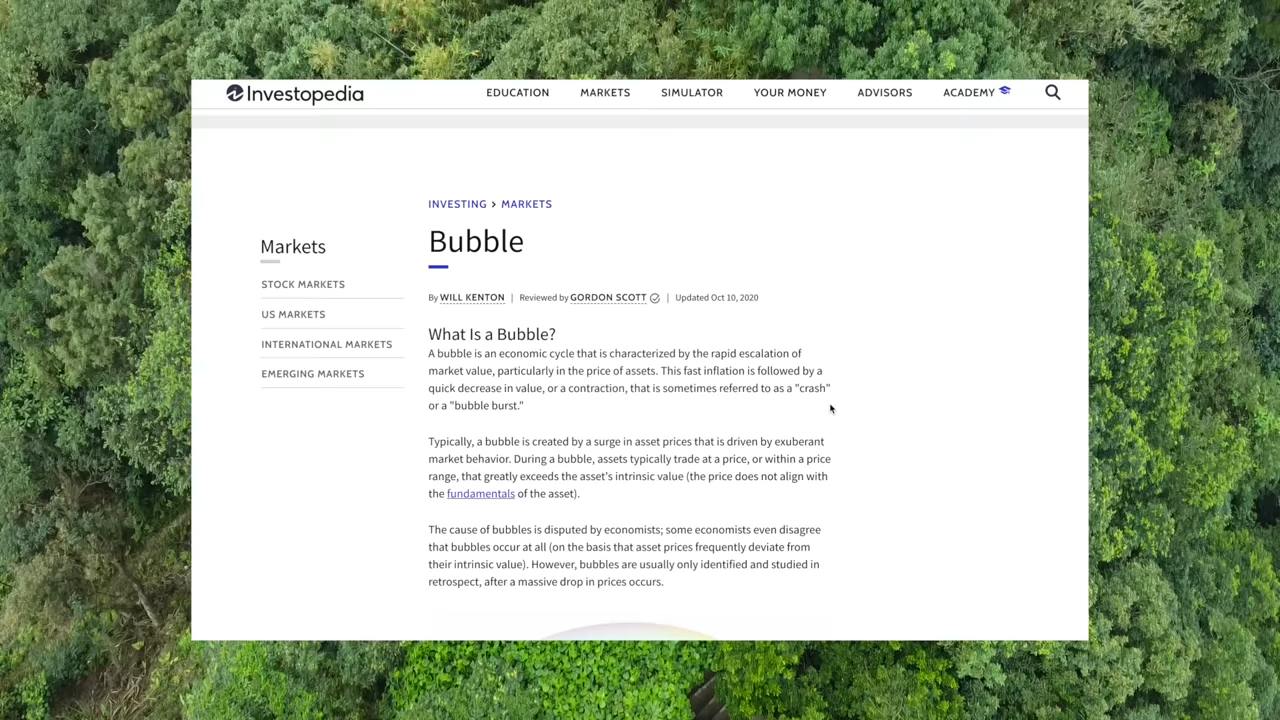 Investopedia
EDUCATION MARKETS SIMULATOR YOUR MONEY ADVISORS ACADEMY
INVESTING > MARKETS
Bubble
Markets
STOCK MARKETS
US MARKETS
INTERNATIONAL MARKETS
EMERGING MARKETS
By WILL KENTON | Reviewed by GORDON SCOTT | Updated Oct 10, 2020
What Is a Bubble?
A bubble is an economic cycle that is characterized by the rapid escalation of
market value, particularly in the price of assets. This fast inflation is followed by a
quick decrease in value, or a contraction, that is sometimes referred to as a "crash"
or a "bubble burst."
Typically, a bubble is created by a surge in asset prices that is driven by exuberant
market behavior. During a bubble, assets typically trade at a price, or within a price
range, that greatly exceeds the asset's intrinsic value (the price does not align with
the fundamentals of the asset).
The cause of bubbles is disputed by economists; some economists even disagree
that bubbles occur at all (on the basis that asset prices frequently deviate from
their intrinsic value). However, bubbles are usually only identified and studied in
retrospect, after a massive drop in prices occurs.